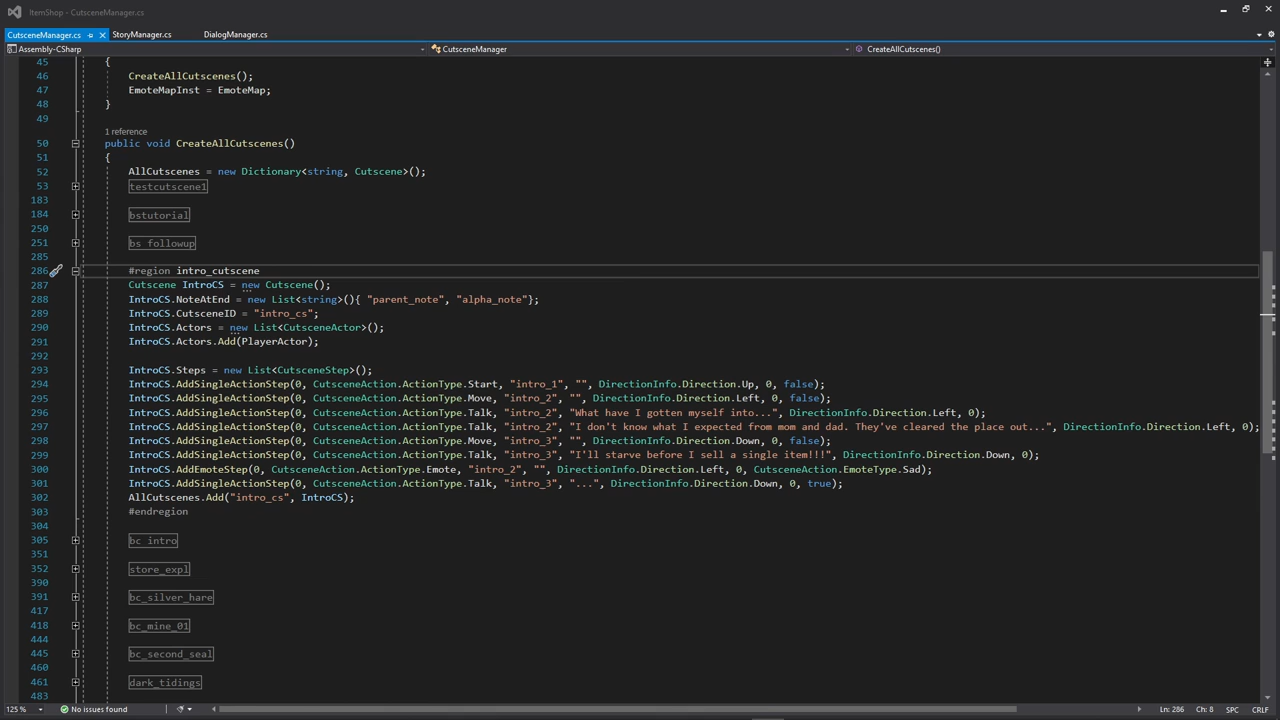 ItemShop - CutsceneManager.cs
CutsceneManager.cs StoryManager.cs DialogManager.cs
Assembly-CSharp CutsceneManager CreateAllCutscenes()
45 {
46 CreateAllCutscenes();
47 EmoteMapInst = EmoteMap;
48 }
49
1 reference
50 public void CreateAllCutscenes()
51 {
52 AllCutscenes = new Dictionary<string, Cutscene>();
53 testcutscene1
183
184 bstutorial
250
251 bs followup
285
286 #region intro_cutscene
287 Cutscene IntroCS = new Cutscene();
288 IntroCS.NoteAtEnd = new List<string>(){ "parent_note", "alpha_note"};
289 IntroCS.CutsceneID = "intro_cs";
290 IntroCS.Actors = new List<CutsceneActor>();
291 IntroCS.Actors.Add(PlayerActor);
292
293 IntroCS.Steps = new List<CutsceneStep>();
294 IntroCS.AddSingleActionStep(0, CutsceneAction.ActionType.Start, "intro_1", "", DirectionInfo.Direction.Up, 0, false);
295 IntroCS.AddSingleActionStep(0, CutsceneAction.ActionType.Move, "intro_2", "", DirectionInfo.Direction.Left, 0, false);
296 IntroCS.AddSingleActionStep(0, CutsceneAction.ActionType.Talk, "intro_2", "What have I gotten myself into...", DirectionInfo.Direction.Left, 0);
297 IntroCS.AddSingleActionStep(0, CutsceneAction.ActionType.Talk, "intro_2", "I don't know what I expected from mom and dad. They've cleared the place out...", DirectionInfo.Direction.Left, 0);
298 IntroCS.AddSingleActionStep(0, CutsceneAction.ActionType.Move, "intro_3", "", DirectionInfo.Direction.Down, 0, false);
299 IntroCS.AddSingleActionStep(0, CutsceneAction.ActionType.Talk, "intro_3", "I'll starve before I sell a single item!!!", DirectionInfo.Direction.Down, 0);
300 IntroCS.AddEmoteStep(0, CutsceneAction.ActionType.Emote, "intro_2", "", DirectionInfo.Direction.Left, 0, CutsceneAction.EmoteType.Sad);
301 IntroCS.AddSingleActionStep(0, CutsceneAction.ActionType.Talk, "intro_3", "...", DirectionInfo.Direction.Down, 0, true);
302 AllCutscenes.Add("intro_cs", IntroCS);
303 #endregion
304
305 bc intro
351
352 store_expl
390
391 bc_silver_hare
417
418 bc_mine_01
444
445 bc_second_seal
460
461 dark_tidings
483
125 % No issues found Ln: 286 Ch: 8 SPC CRLF